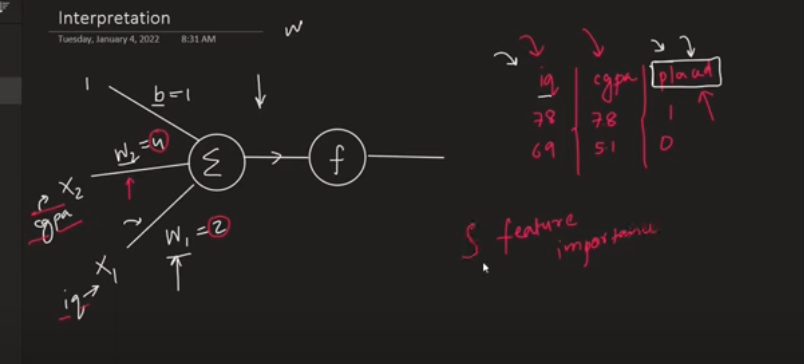 Interpretation
Tuesday, January 4, 2022 8:31 AM
w
1
b=1
iq cgpa placed
78 78 1
69 51 0
w2=4
Σ
f
x2
cgpa
w1=2
x1
iq
feature
importance